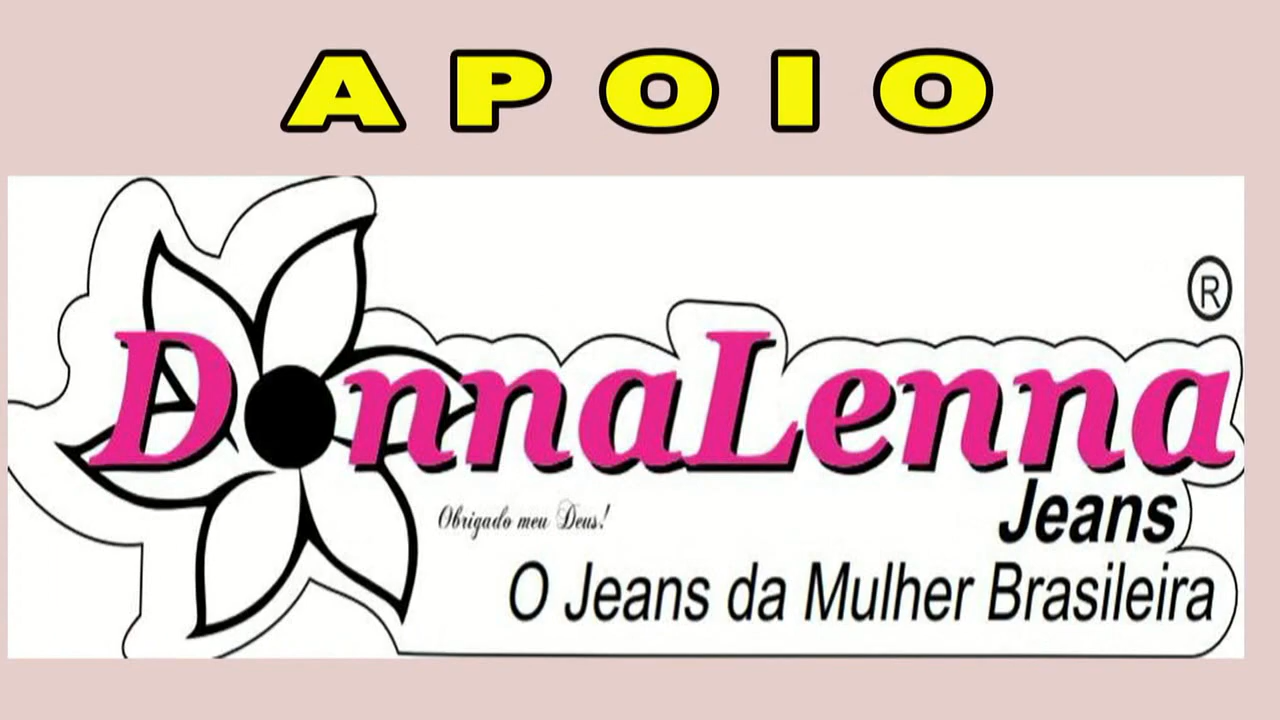 APOIO
®
DonnaLenna
Jeans
Obrigado meu Deus!
O Jeans da Mulher Brasileira